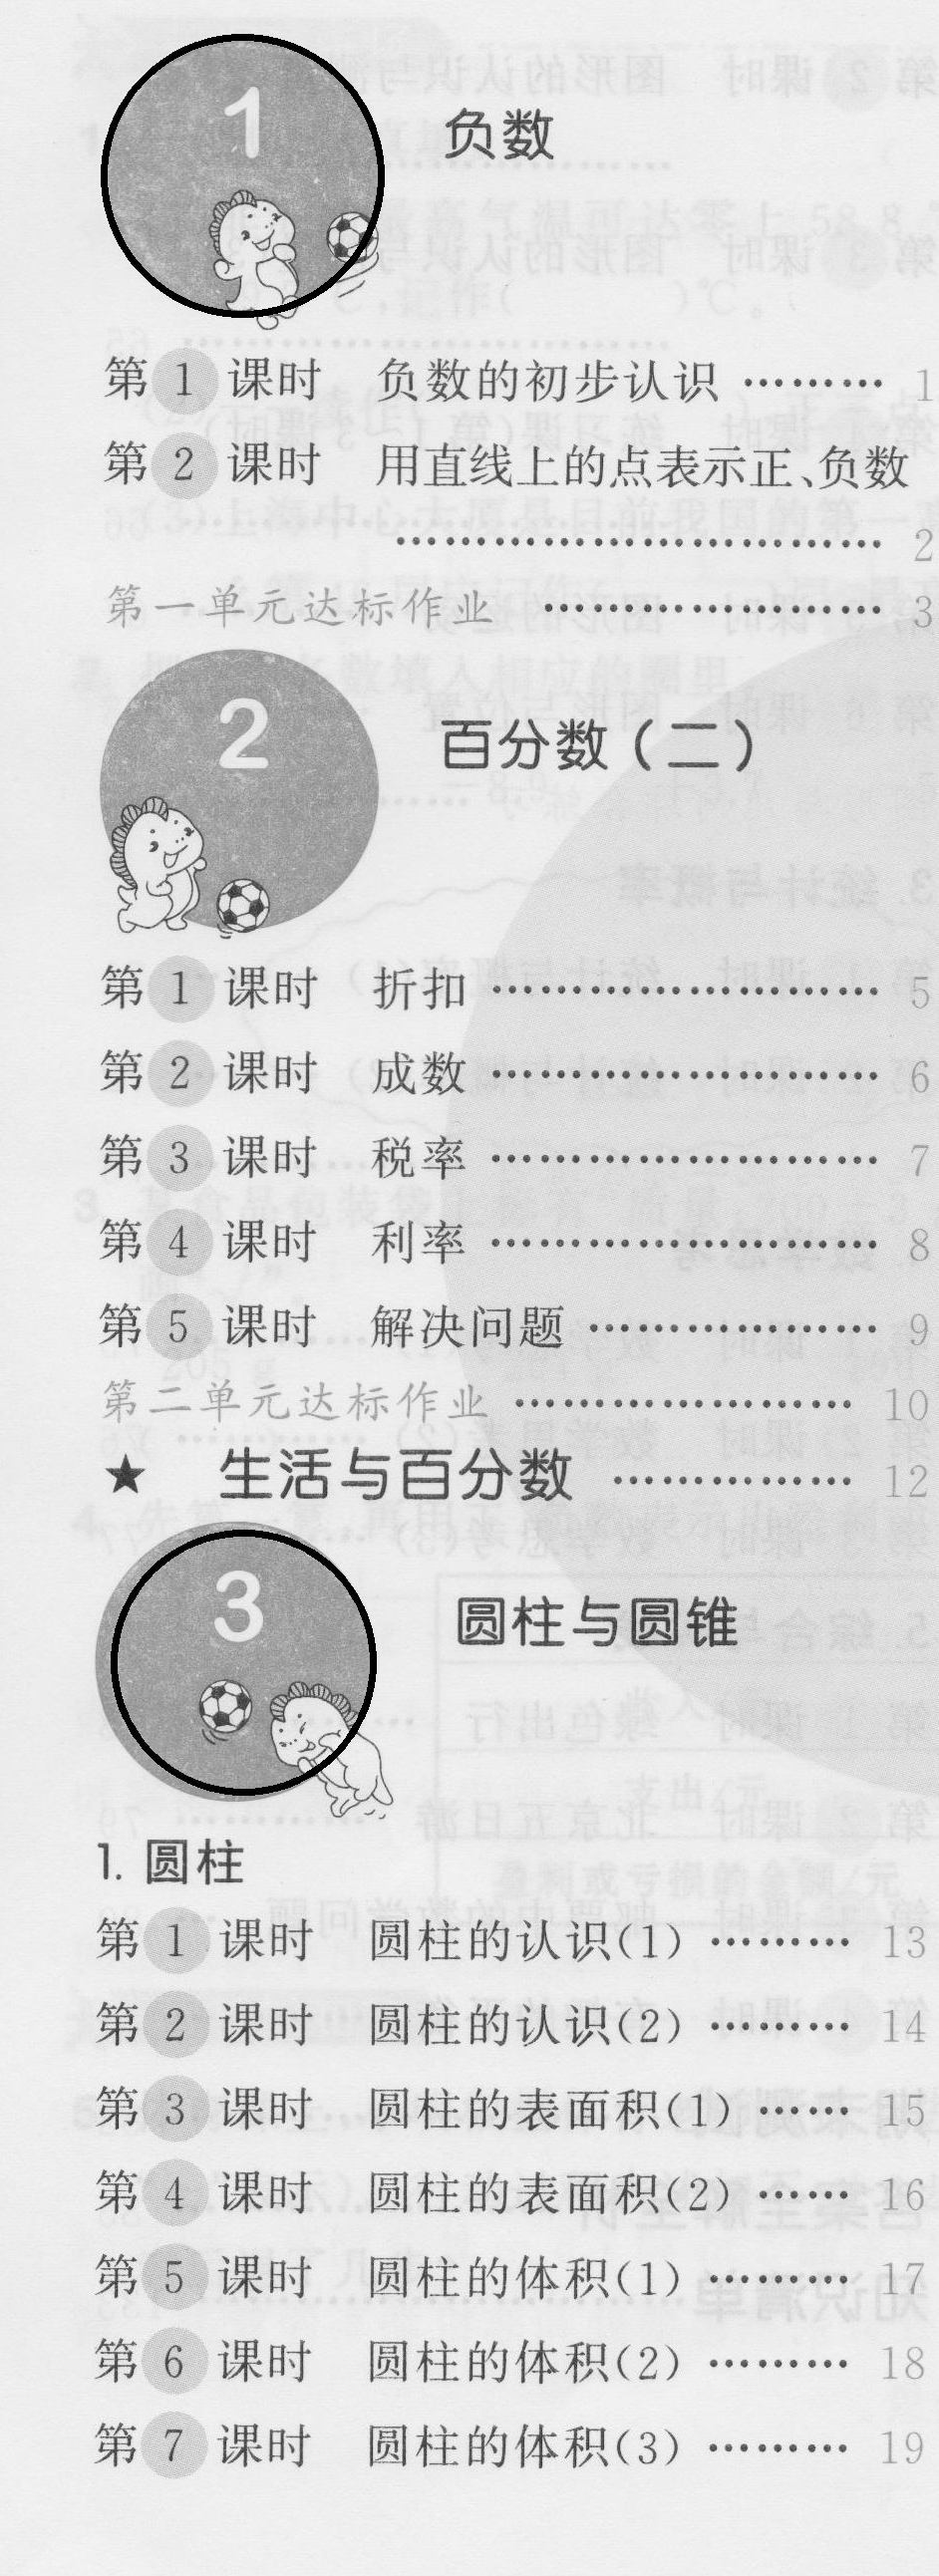 1 负数
第1课时 负数的初步认识 ……… 1
第2课时 用直线上的点表示正、负数
…………………………… 2
第一单元达标作业 ………………… 3
2 百分数（二）
第1课时 折扣 …………………… 5
第2课时 成数 …………………… 6
第3课时 税率 …………………… 7
第4课时 利率 …………………… 8
第5课时 解决问题 ……………… 9
第二单元达标作业 ………………… 10
★ 生活与百分数 …………… 12
3 圆柱与圆锥
1. 圆柱
第1课时 圆柱的认识(1) ……… 13
第2课时 圆柱的认识(2) ……… 14
第3课时 圆柱的表面积(1) …… 15
第4课时 圆柱的表面积(2) …… 16
第5课时 圆柱的体积(1) ……… 17
第6课时 圆柱的体积(2) ……… 18
第7课时 圆柱的体积(3) ……… 19